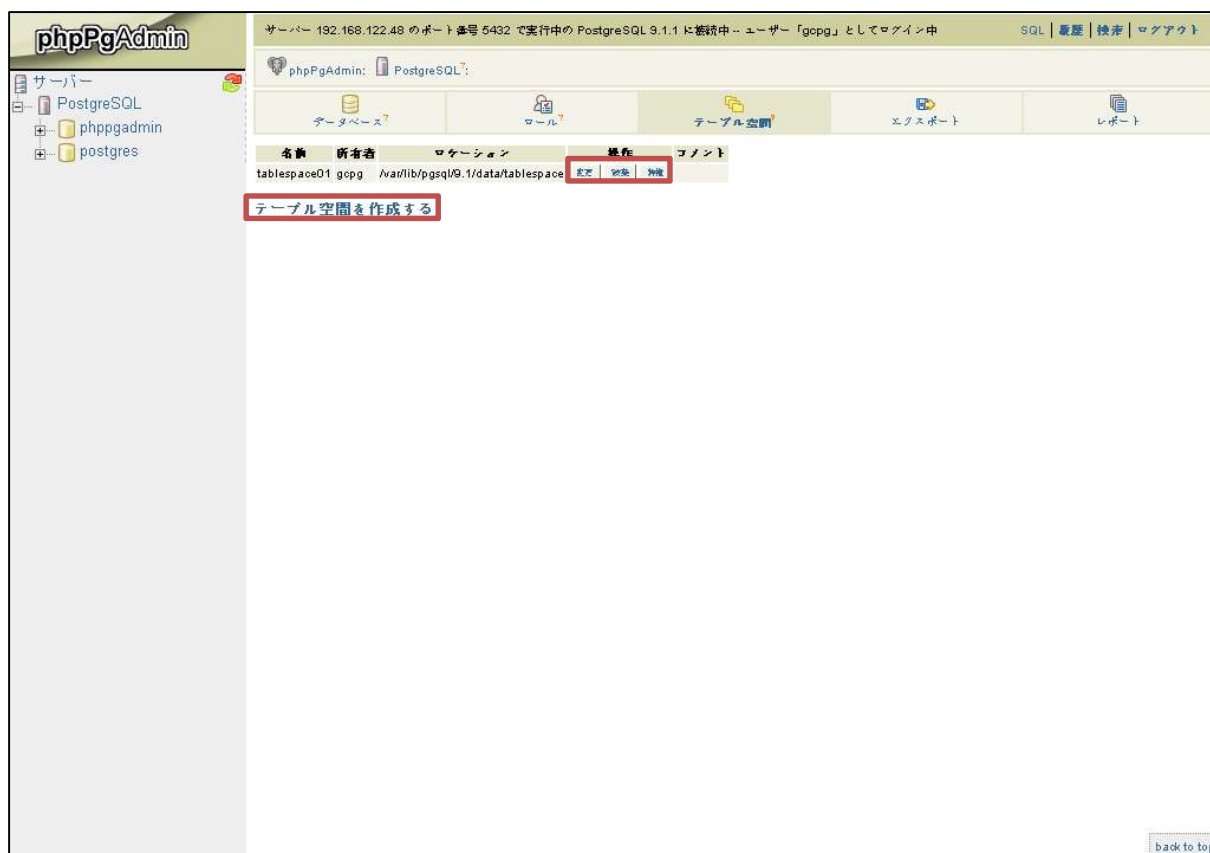 phpPgAdmin
サーバー 192.168.122.48 のポート番号 5432 で実行中の PostgreSQL 9.1.1 に接続中 -- ユーザー「gcpg」としてログイン中
SQL | 履歴 | 検索 | ログアウト
phpPgAdmin: PostgreSQL?:
サーバー
PostgreSQL
phppgadmin
postgres
データベース? ロール? テーブル空間? エクスポート レポート
名前 所有者 ロケーション 操作 コメント
tablespace01 gcpg /var/lib/pgsql/9.1/data/tablespace 変更 破棄 特権
テーブル空間を作成する
back to top